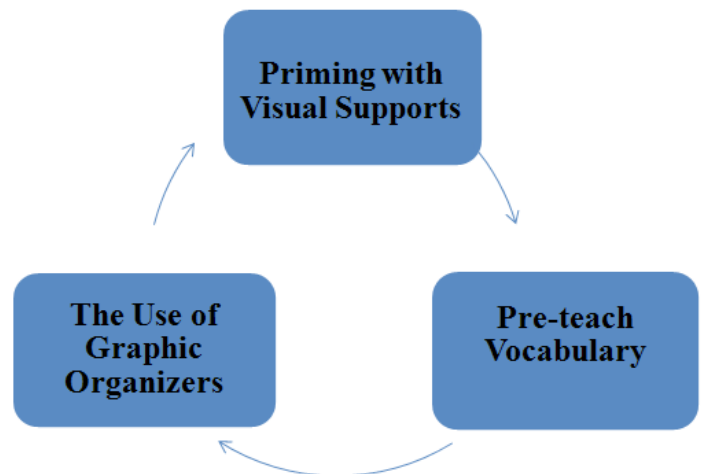 Priming with
Visual Supports
Pre-teach
Vocabulary
The Use of
Graphic
Organizers